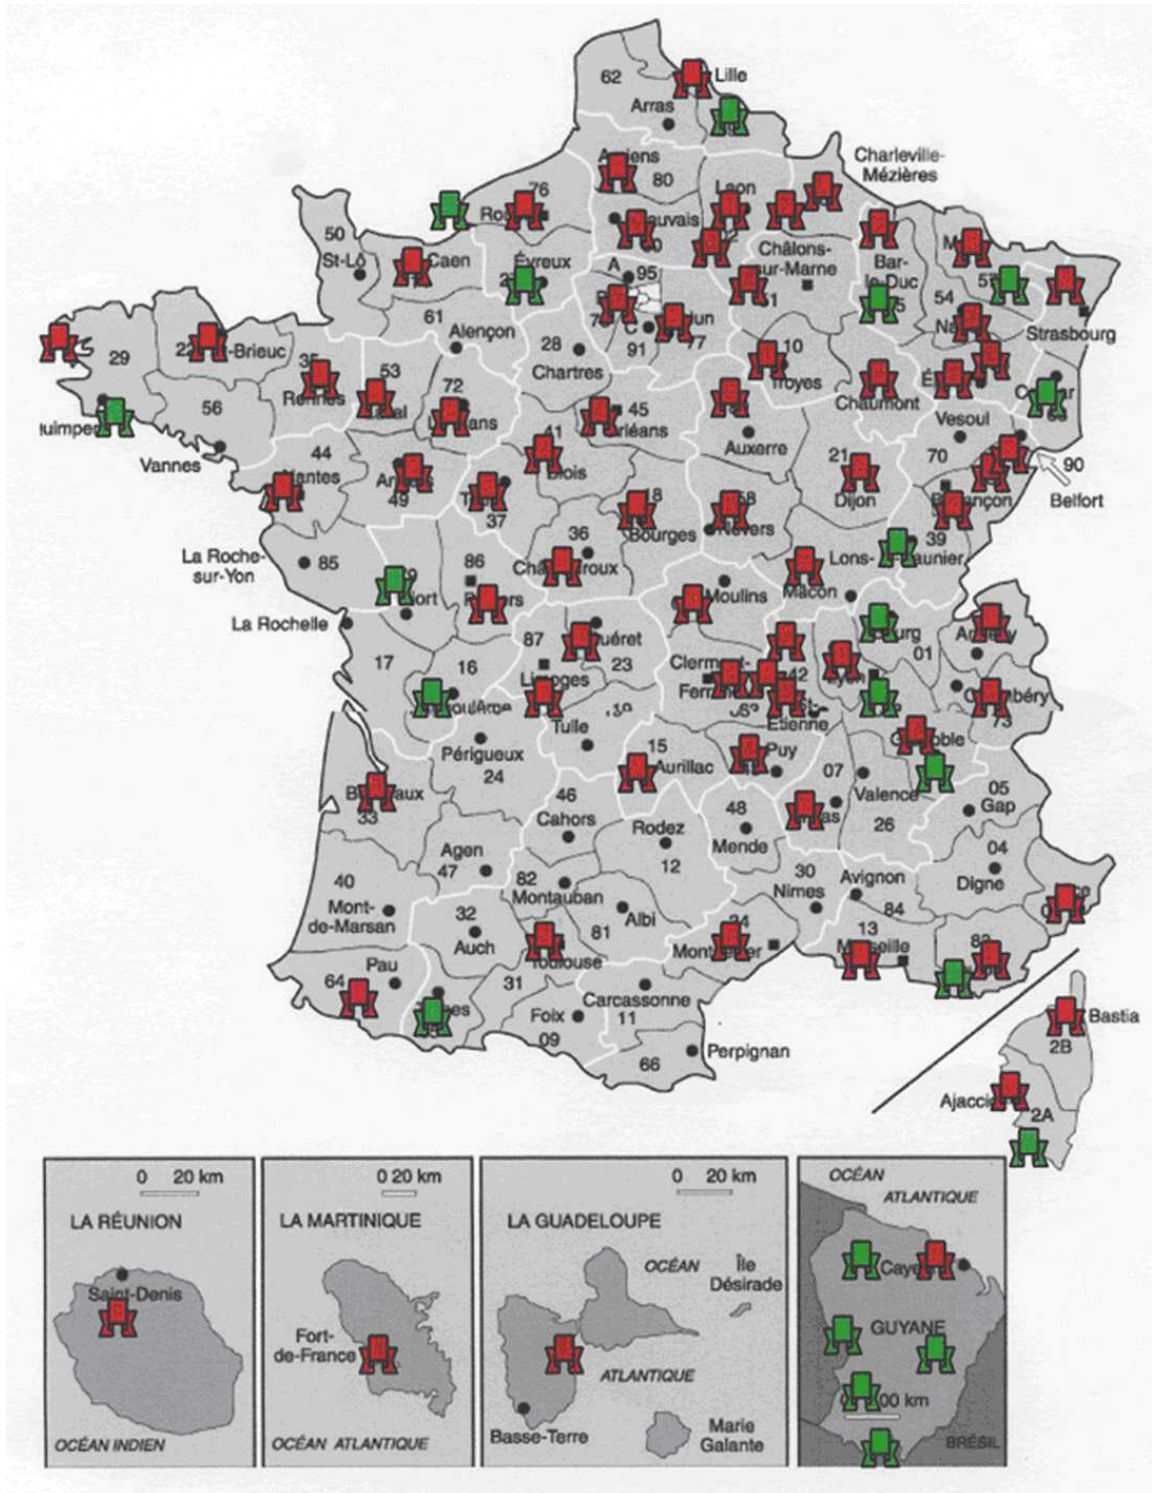 62
Lille
Arras
Charleville-
Mézières
80
76
Laon
50
St-Lô
Caen
Évreux
A
95
Châlons-
sur-Marne
Bar-
le-Duc
54
Strasbourg
61
Alençon
28
Chartres
C
91
77
10
Troyes
29
-Brieuc
56
Vannes
35
Rennes
53
72
45
Auxerre
Chaumont
Vesoul
70
90
Belfort
44
Nantes
49
41
Blois
37
21
Dijon
Bourges
Nevers
39
36
La Roche-
sur-Yon
85
86
La Rochelle
Moulins
Mâcon
Lons-
17
16
87
Limoges
23
Clermont-
42
St-
Etienne
01
73
Tulle
Périgueux
24
33
15
Aurillac
Puy
07
Valence
26
05
Gap
46
Cahors
Rodez
12
48
Mende
04
Digne
Agen
47
82
Montauban
30
Nîmes
Avignon
84
40
Mont-
de-Marsan
32
Auch
81
Albi
13
Marseille
64
Pau
31
Toulouse
Carcassonne
11
Foix
09
66
Perpignan
Bastia
2B
Ajaccio
2A
0 20 km
LA RÉUNION
Saint-Denis
OCÉAN INDIEN
0 20 km
LA MARTINIQUE
Fort-
de-France
OCÉAN ATLANTIQUE
0 20 km
LA GUADELOUPE
OCÉAN
Île
Désirade
ATLANTIQUE
Basse-Terre
Marie
Galante
OCÉAN
ATLANTIQUE
GUYANE
km
BRÉSIL